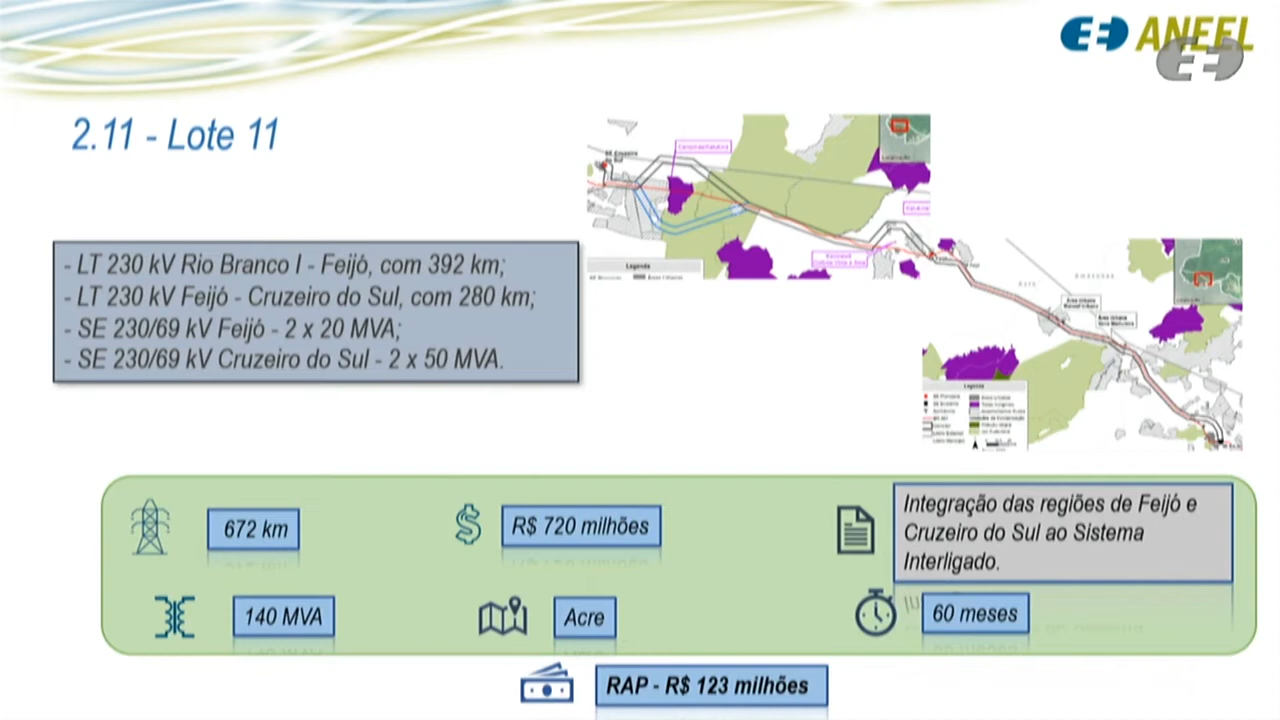 ANEEL
2.11 - Lote 11
- LT 230 kV Rio Branco I - Feijó, com 392 km;
- LT 230 kV Feijó - Cruzeiro do Sul, com 280 km;
- SE 230/69 kV Feijó - 2 x 20 MVA;
- SE 230/69 kV Cruzeiro do Sul - 2 x 50 MVA.
Legenda
Legenda
672 km
R$ 720 milhões
Integração das regiões de Feijó e
Cruzeiro do Sul ao Sistema
Interligado.
140 MVA
Acre
60 meses
RAP - R$ 123 milhões